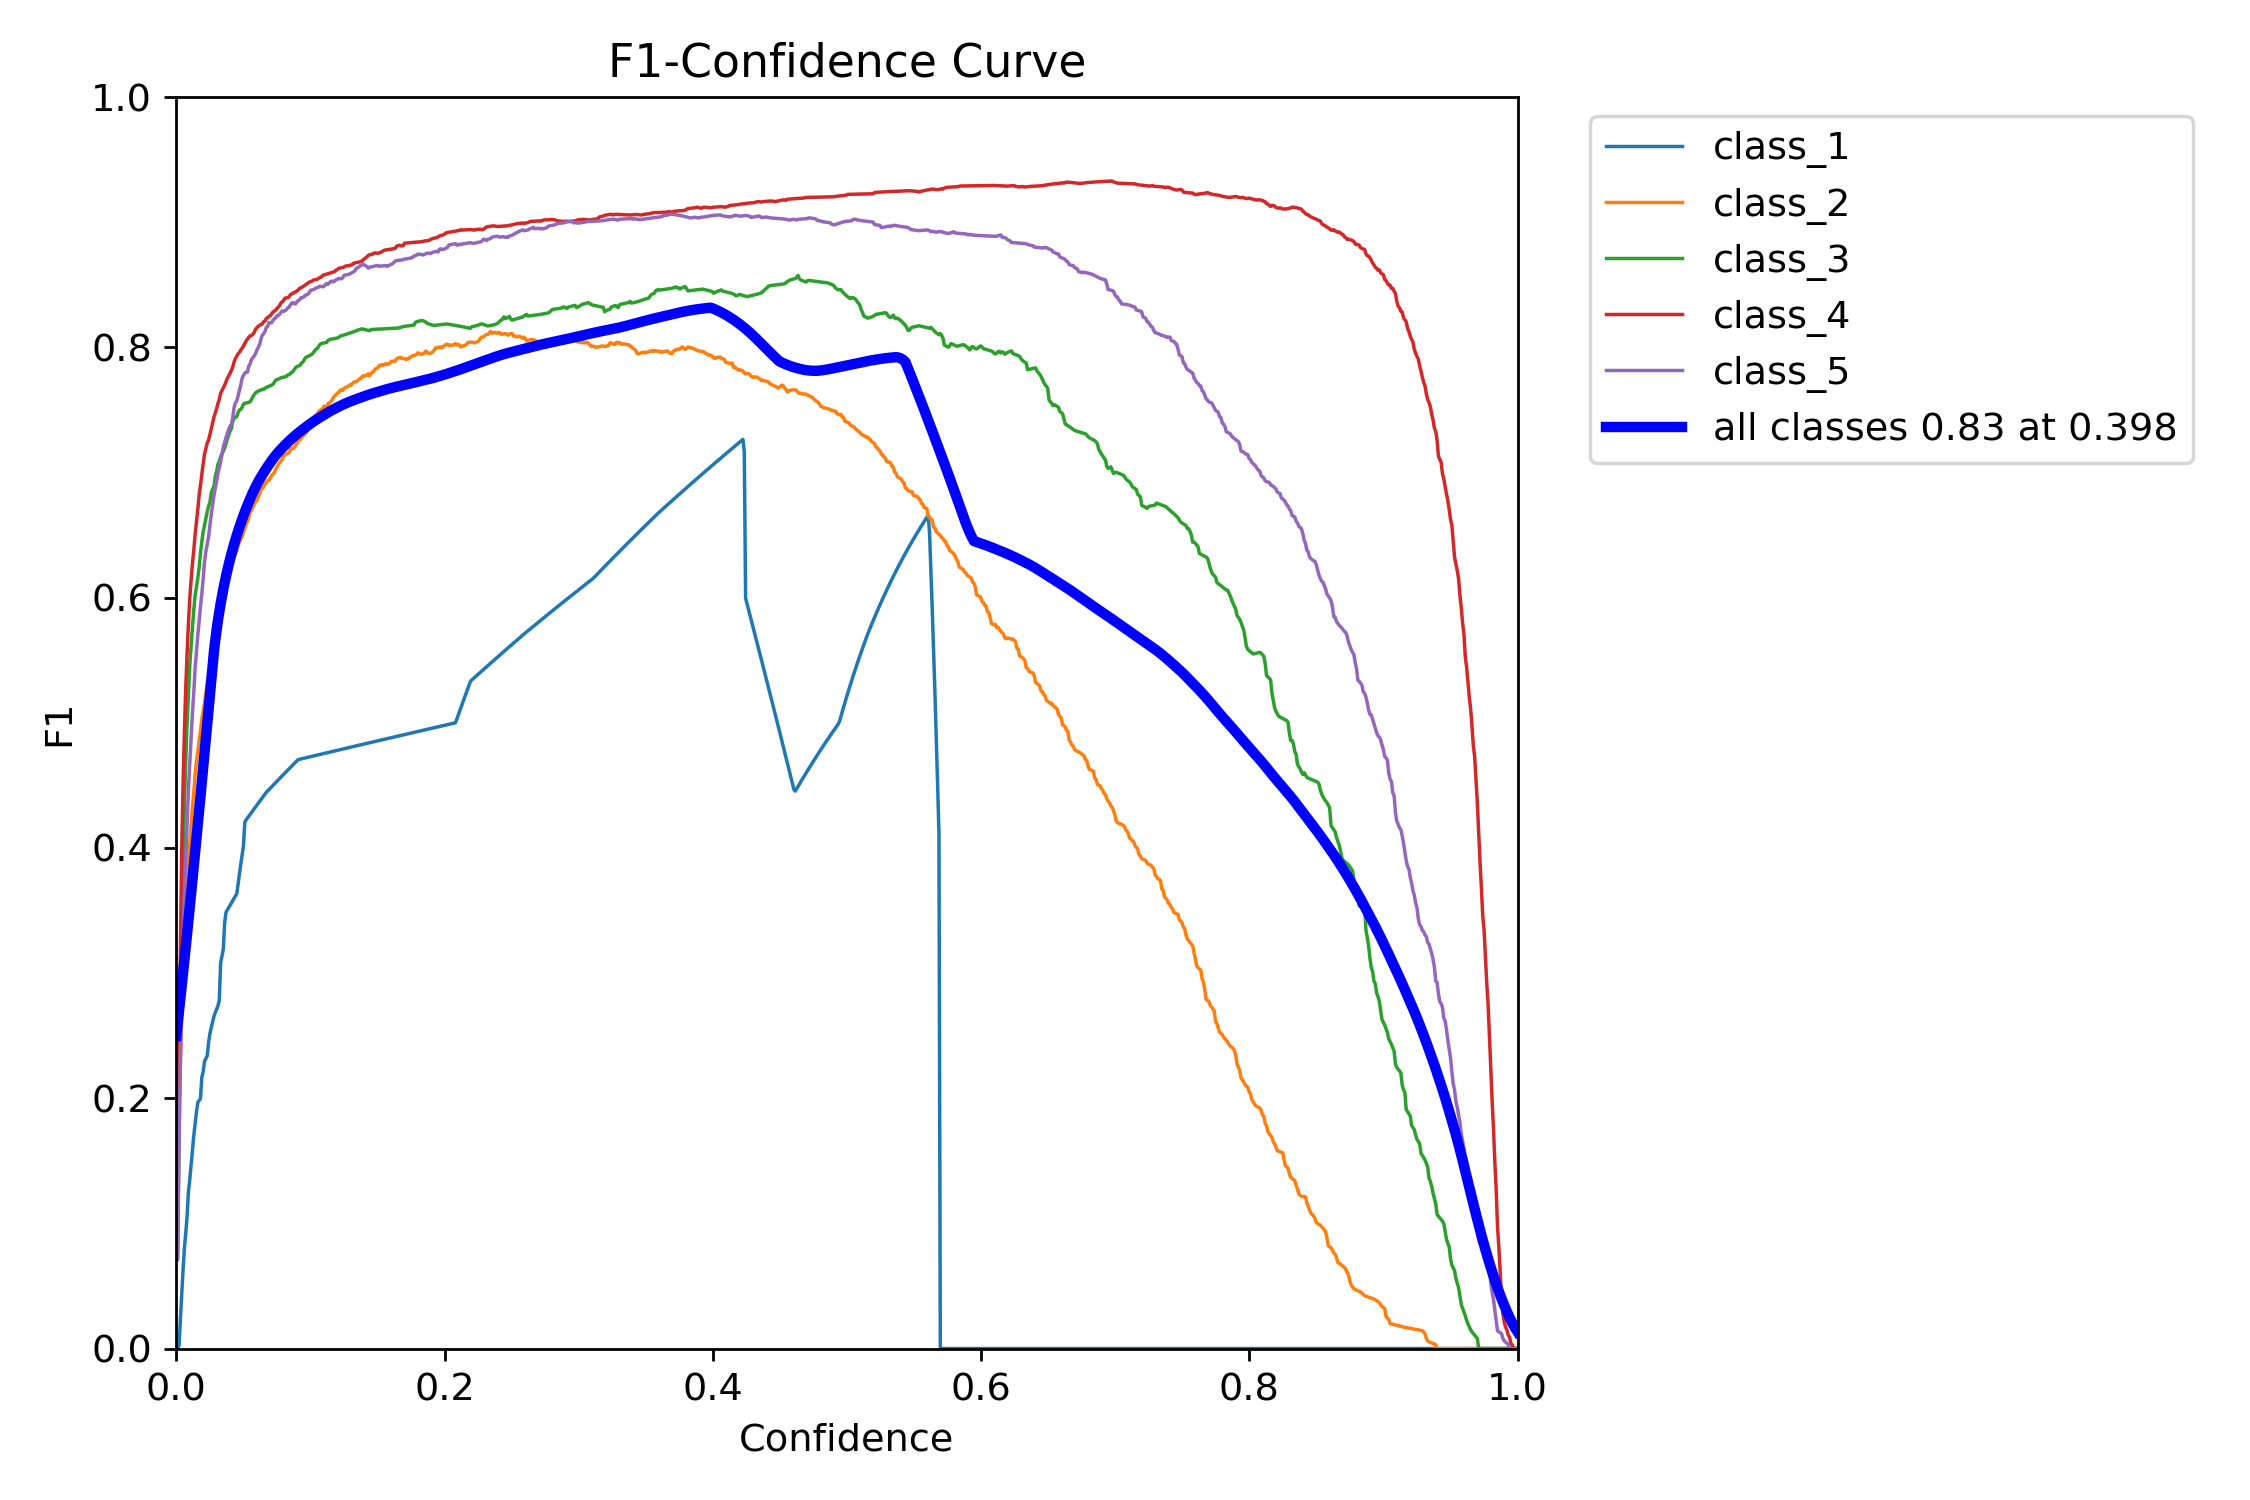 F1-Confidence Curve
1.0
0.8
0.6
0.4
0.2
0.0
F1
0.0 0.2 0.4 0.6 0.8 1.0
Confidence
class_1
class_2
class_3
class_4
class_5
all classes 0.83 at 0.398